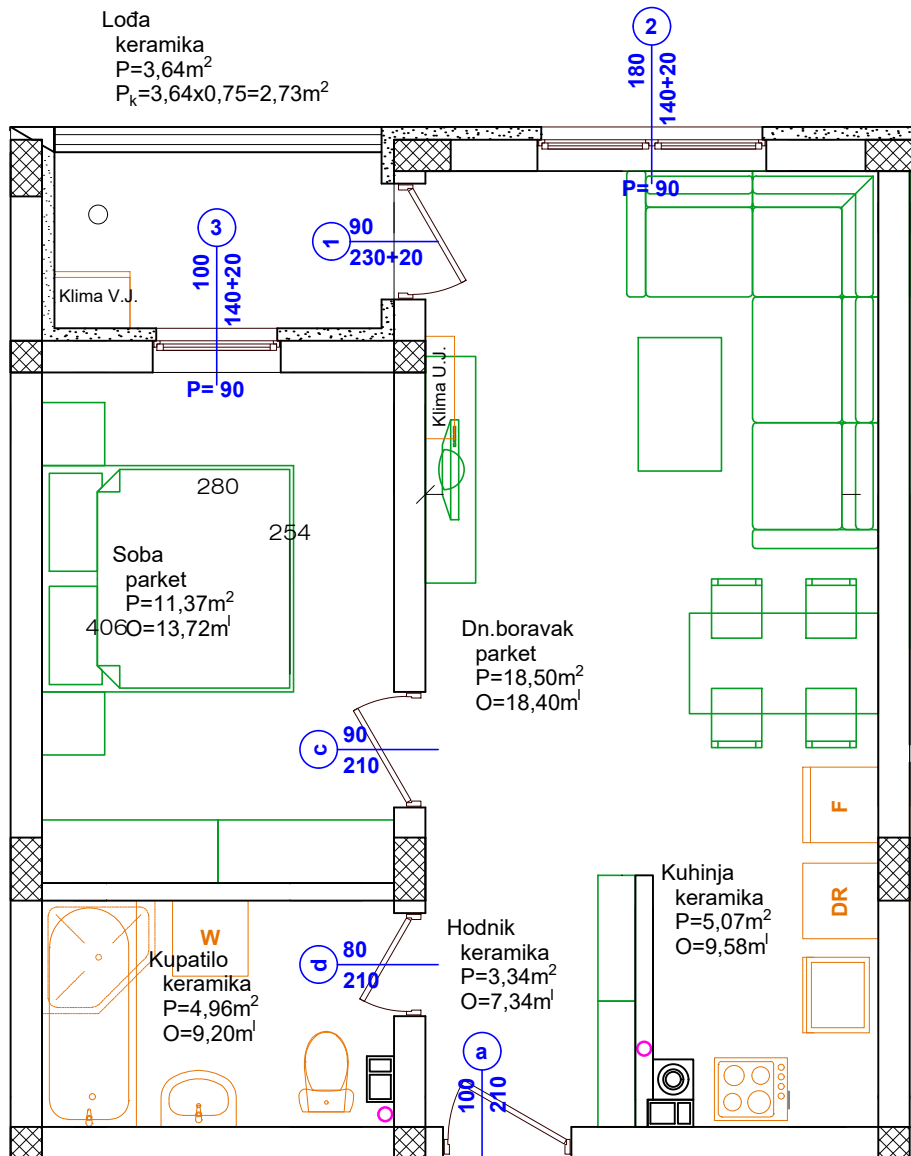 Lođa
keramika
P=3,64m²
Pₖ=3,64x0,75=2,73m²
2
180
140+20
P= 90
3
100
140+20
P= 90
1
90
230+20
Klima V.J.
Klima U.J.
280
254
406
Soba
parket
P=11,37m²
O=13,72mˡ
Dn.boravak
parket
P=18,50m²
O=18,40mˡ
c
90
210
F
DR
Kuhinja
keramika
P=5,07m²
O=9,58mˡ
Hodnik
keramika
P=3,34m²
O=7,34mˡ
W
d
80
210
Kupatilo
keramika
P=4,96m²
O=9,20mˡ
a
100
210